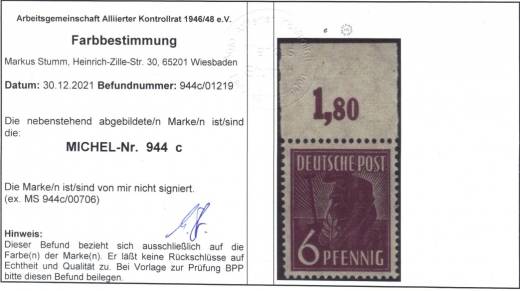 Arbeitsgemeinschaft Alliierter Kontrollrat 1946/48 e.V.
Farbbestimmung
Markus Stumm, Heinrich-Zille-Str. 30, 65201 Wiesbaden
Datum: 30.12.2021 Befundnummer: 944c/01219
Die nebenstehend abgebildete/n Marke/n ist/sind
die:
MICHEL-Nr. 944 c
Die Marke/n ist/sind von mir nicht signiert.
(ex. MS 944c/00706)
Hinweis:
Dieser Befund bezieht sich ausschließlich auf die
Farbe(n) der Marke(n). Er läßt keine Rückschlüsse auf
Echtheit und Qualität zu. Bei Vorlage zur Prüfung BPP
bitte diesen Befund beilegen.
1,80
DEUTSCHE POST
6 PFENNIG